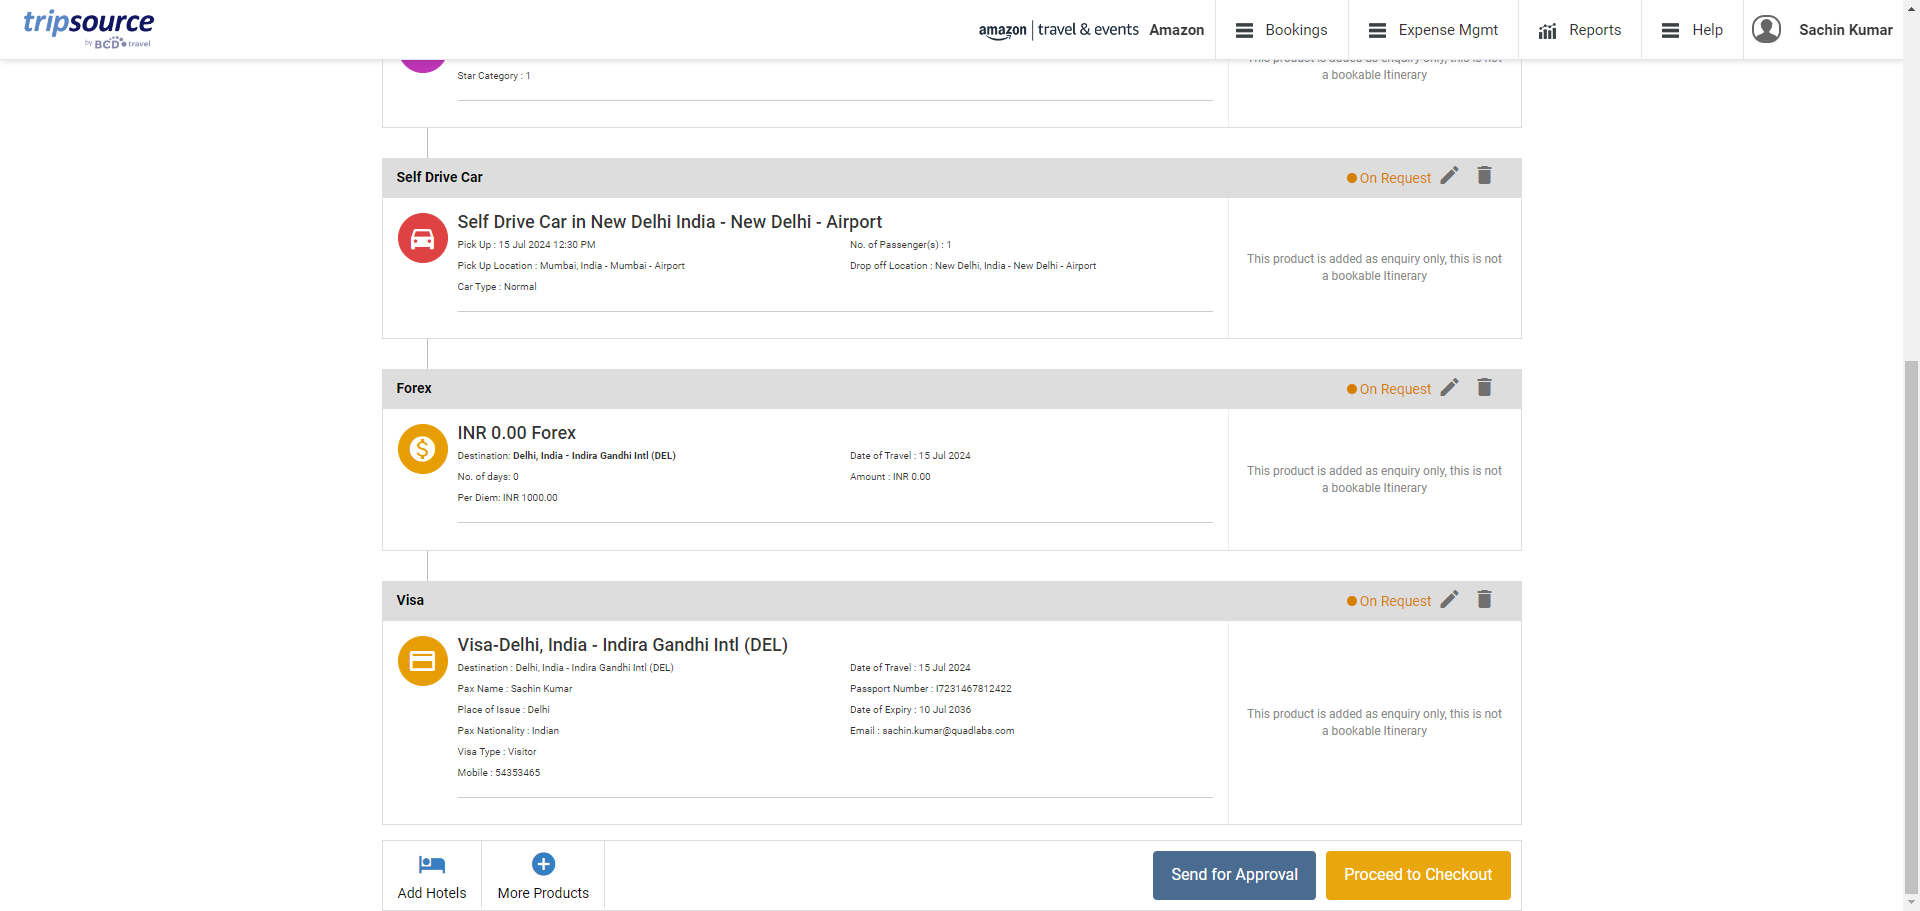 tripsource
by BCD travel
amazon | travel & events Amazon
Bookings
Expense Mgmt
Reports
Help
Sachin Kumar
Star Category : 1
This product is added as enquiry only, this is not
a bookable Itinerary
Self Drive Car
On Request
Self Drive Car in New Delhi India - New Delhi - Airport
Pick Up : 15 Jul 2024 12:30 PM
No. of Passenger(s) : 1
Pick Up Location : Mumbai, India - Mumbai - Airport
Drop off Location : New Delhi, India - New Delhi - Airport
Car Type : Normal
This product is added as enquiry only, this is not
a bookable Itinerary
Forex
On Request
INR 0.00 Forex
Destination: Delhi, India - Indira Gandhi Intl (DEL)
Date of Travel : 15 Jul 2024
No. of days: 0
Amount : INR 0.00
Per Diem: INR 1000.00
This product is added as enquiry only, this is not
a bookable Itinerary
Visa
On Request
Visa-Delhi, India - Indira Gandhi Intl (DEL)
Destination : Delhi, India - Indira Gandhi Intl (DEL)
Date of Travel : 15 Jul 2024
Pax Name : Sachin Kumar
Passport Number : I7231467812422
Place of Issue : Delhi
Date of Expiry : 10 Jul 2036
Pax Nationality : Indian
Email : sachin.kumar@quadlabs.com
Visa Type : Visitor
Mobile : 54353465
This product is added as enquiry only, this is not
a bookable Itinerary
Add Hotels
More Products
Send for Approval
Proceed to Checkout